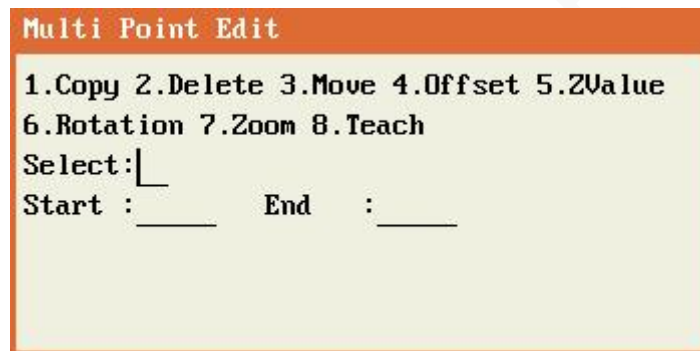 Multi Point Edit
1.Copy 2.Delete 3.Move 4.Offset 5.ZValue
6.Rotation 7.Zoom 8.Teach
Select:
Start : End :